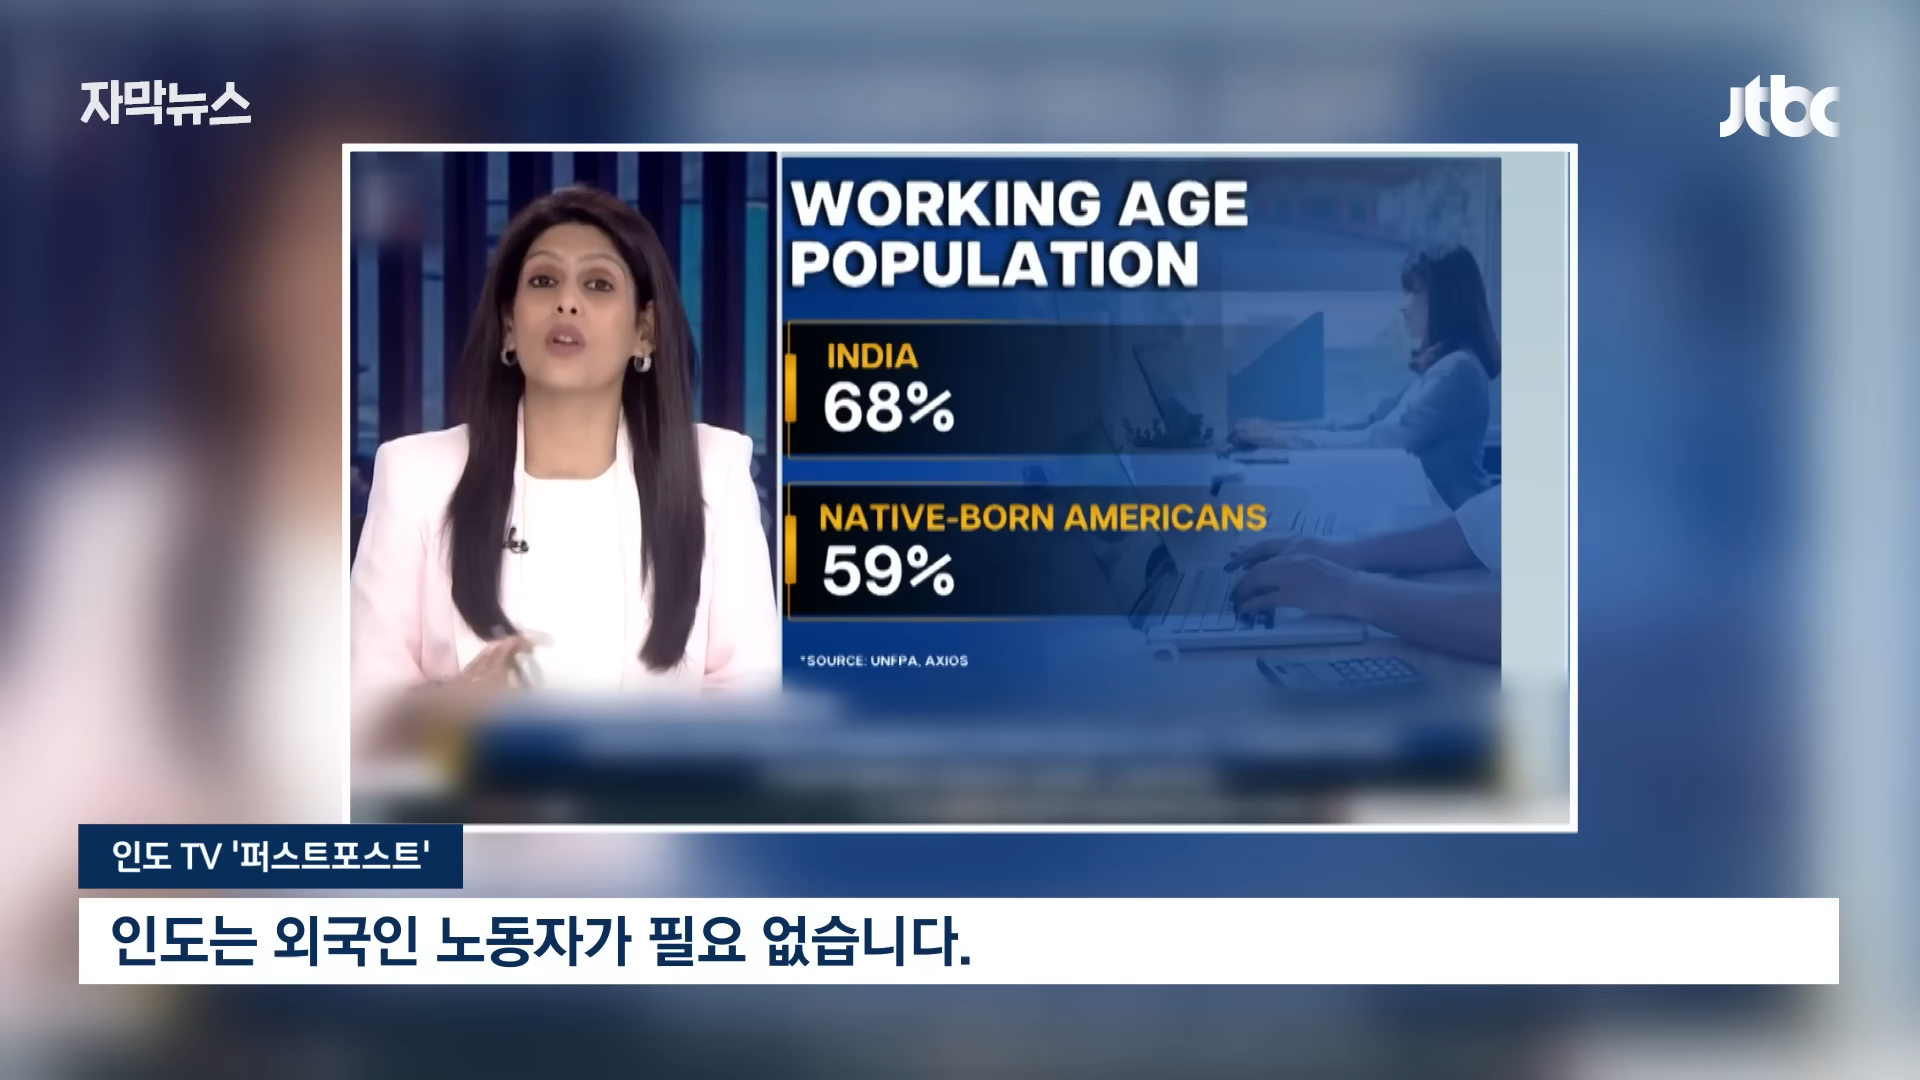 자막뉴스
jtbc
WORKING AGE
POPULATION
INDIA
68%
NATIVE-BORN AMERICANS
59%
*SOURCE: UNFPA, AXIOS
인도 TV '퍼스트포스트'
인도는 외국인 노동자가 필요 없습니다.